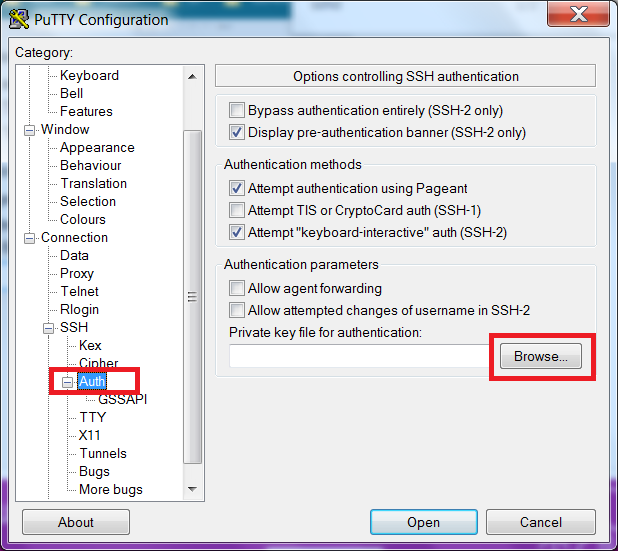 PuTTY Configuration
Category:
Keyboard
Bell
Features
Window
Appearance
Behaviour
Translation
Selection
Colours
Connection
Data
Proxy
Telnet
Rlogin
SSH
Kex
Cipher
Auth
GSSAPI
TTY
X11
Tunnels
Bugs
More bugs
Options controlling SSH authentication
Bypass authentication entirely (SSH-2 only)
Display pre-authentication banner (SSH-2 only)
Authentication methods
Attempt authentication using Pageant
Attempt TIS or CryptoCard auth (SSH-1)
Attempt "keyboard-interactive" auth (SSH-2)
Authentication parameters
Allow agent forwarding
Allow attempted changes of username in SSH-2
Private key file for authentication:
Browse...
About
Open
Cancel